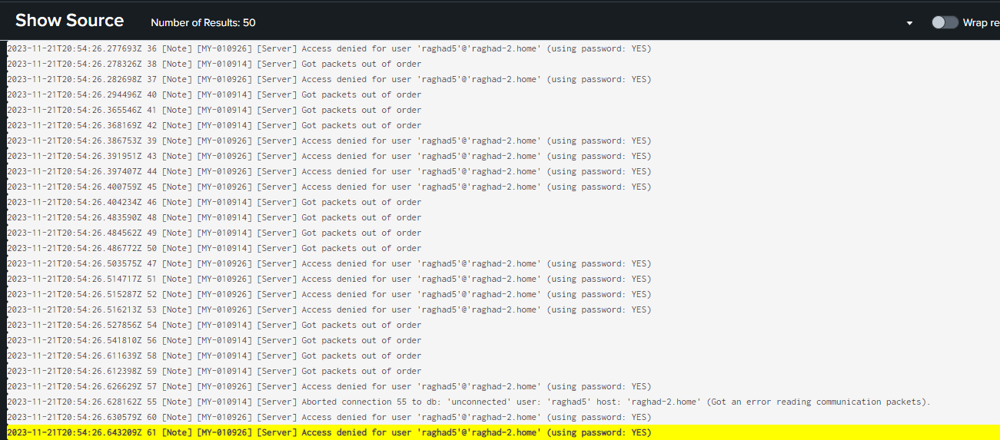 Show Source
Number of Results: 50
Wrap re
2023-11-21T20:54:26.277693Z 36 [Note] [MY-010926] [Server] Access denied for user 'raghad5'@'raghad-2.home' (using password: YES)
2023-11-21T20:54:26.278326Z 38 [Note] [MY-010914] [Server] Got packets out of order
2023-11-21T20:54:26.282698Z 37 [Note] [MY-010926] [Server] Access denied for user 'raghad5'@'raghad-2.home' (using password: YES)
2023-11-21T20:54:26.294496Z 40 [Note] [MY-010914] [Server] Got packets out of order
2023-11-21T20:54:26.365546Z 41 [Note] [MY-010914] [Server] Got packets out of order
2023-11-21T20:54:26.368169Z 42 [Note] [MY-010914] [Server] Got packets out of order
2023-11-21T20:54:26.386753Z 39 [Note] [MY-010926] [Server] Access denied for user 'raghad5'@'raghad-2.home' (using password: YES)
2023-11-21T20:54:26.391951Z 43 [Note] [MY-010926] [Server] Access denied for user 'raghad5'@'raghad-2.home' (using password: YES)
2023-11-21T20:54:26.397407Z 44 [Note] [MY-010926] [Server] Access denied for user 'raghad5'@'raghad-2.home' (using password: YES)
2023-11-21T20:54:26.400759Z 45 [Note] [MY-010926] [Server] Access denied for user 'raghad5'@'raghad-2.home' (using password: YES)
2023-11-21T20:54:26.404234Z 46 [Note] [MY-010914] [Server] Got packets out of order
2023-11-21T20:54:26.483590Z 48 [Note] [MY-010914] [Server] Got packets out of order
2023-11-21T20:54:26.484562Z 49 [Note] [MY-010914] [Server] Got packets out of order
2023-11-21T20:54:26.486772Z 50 [Note] [MY-010914] [Server] Got packets out of order
2023-11-21T20:54:26.503575Z 47 [Note] [MY-010926] [Server] Access denied for user 'raghad5'@'raghad-2.home' (using password: YES)
2023-11-21T20:54:26.514717Z 51 [Note] [MY-010926] [Server] Access denied for user 'raghad5'@'raghad-2.home' (using password: YES)
2023-11-21T20:54:26.515287Z 52 [Note] [MY-010926] [Server] Access denied for user 'raghad5'@'raghad-2.home' (using password: YES)
2023-11-21T20:54:26.516213Z 53 [Note] [MY-010926] [Server] Access denied for user 'raghad5'@'raghad-2.home' (using password: YES)
2023-11-21T20:54:26.527856Z 54 [Note] [MY-010914] [Server] Got packets out of order
2023-11-21T20:54:26.541810Z 56 [Note] [MY-010914] [Server] Got packets out of order
2023-11-21T20:54:26.611639Z 58 [Note] [MY-010914] [Server] Got packets out of order
2023-11-21T20:54:26.612398Z 59 [Note] [MY-010914] [Server] Got packets out of order
2023-11-21T20:54:26.626629Z 57 [Note] [MY-010926] [Server] Access denied for user 'raghad5'@'raghad-2.home' (using password: YES)
2023-11-21T20:54:26.628162Z 55 [Note] [MY-010914] [Server] Aborted connection 55 to db: 'unconnected' user: 'raghad5' host: 'raghad-2.home' (Got an error reading communication packets).
2023-11-21T20:54:26.630579Z 60 [Note] [MY-010926] [Server] Access denied for user 'raghad5'@'raghad-2.home' (using password: YES)
2023-11-21T20:54:26.643209Z 61 [Note] [MY-010926] [Server] Access denied for user 'raghad5'@'raghad-2.home' (using password: YES)